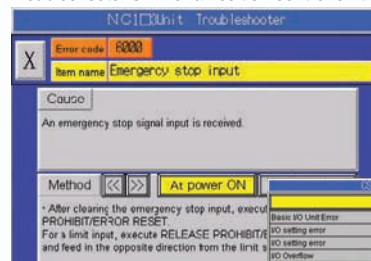 NC Unit Troubleshooter
X
Error code 6000
Item name Emergency stop input
Cause
An emergency stop signal input is received.
Method << >> At power ON
• After clearing the emergency stop input, execut
PROHIBIT/ERROR RESET.
For a limit input, execute RELEASE PROHIBIT/E
and feed in the opposite direction from the limit s
Basic I/O Unit Error
I/O setting error
I/O setting error
I/O Overflow